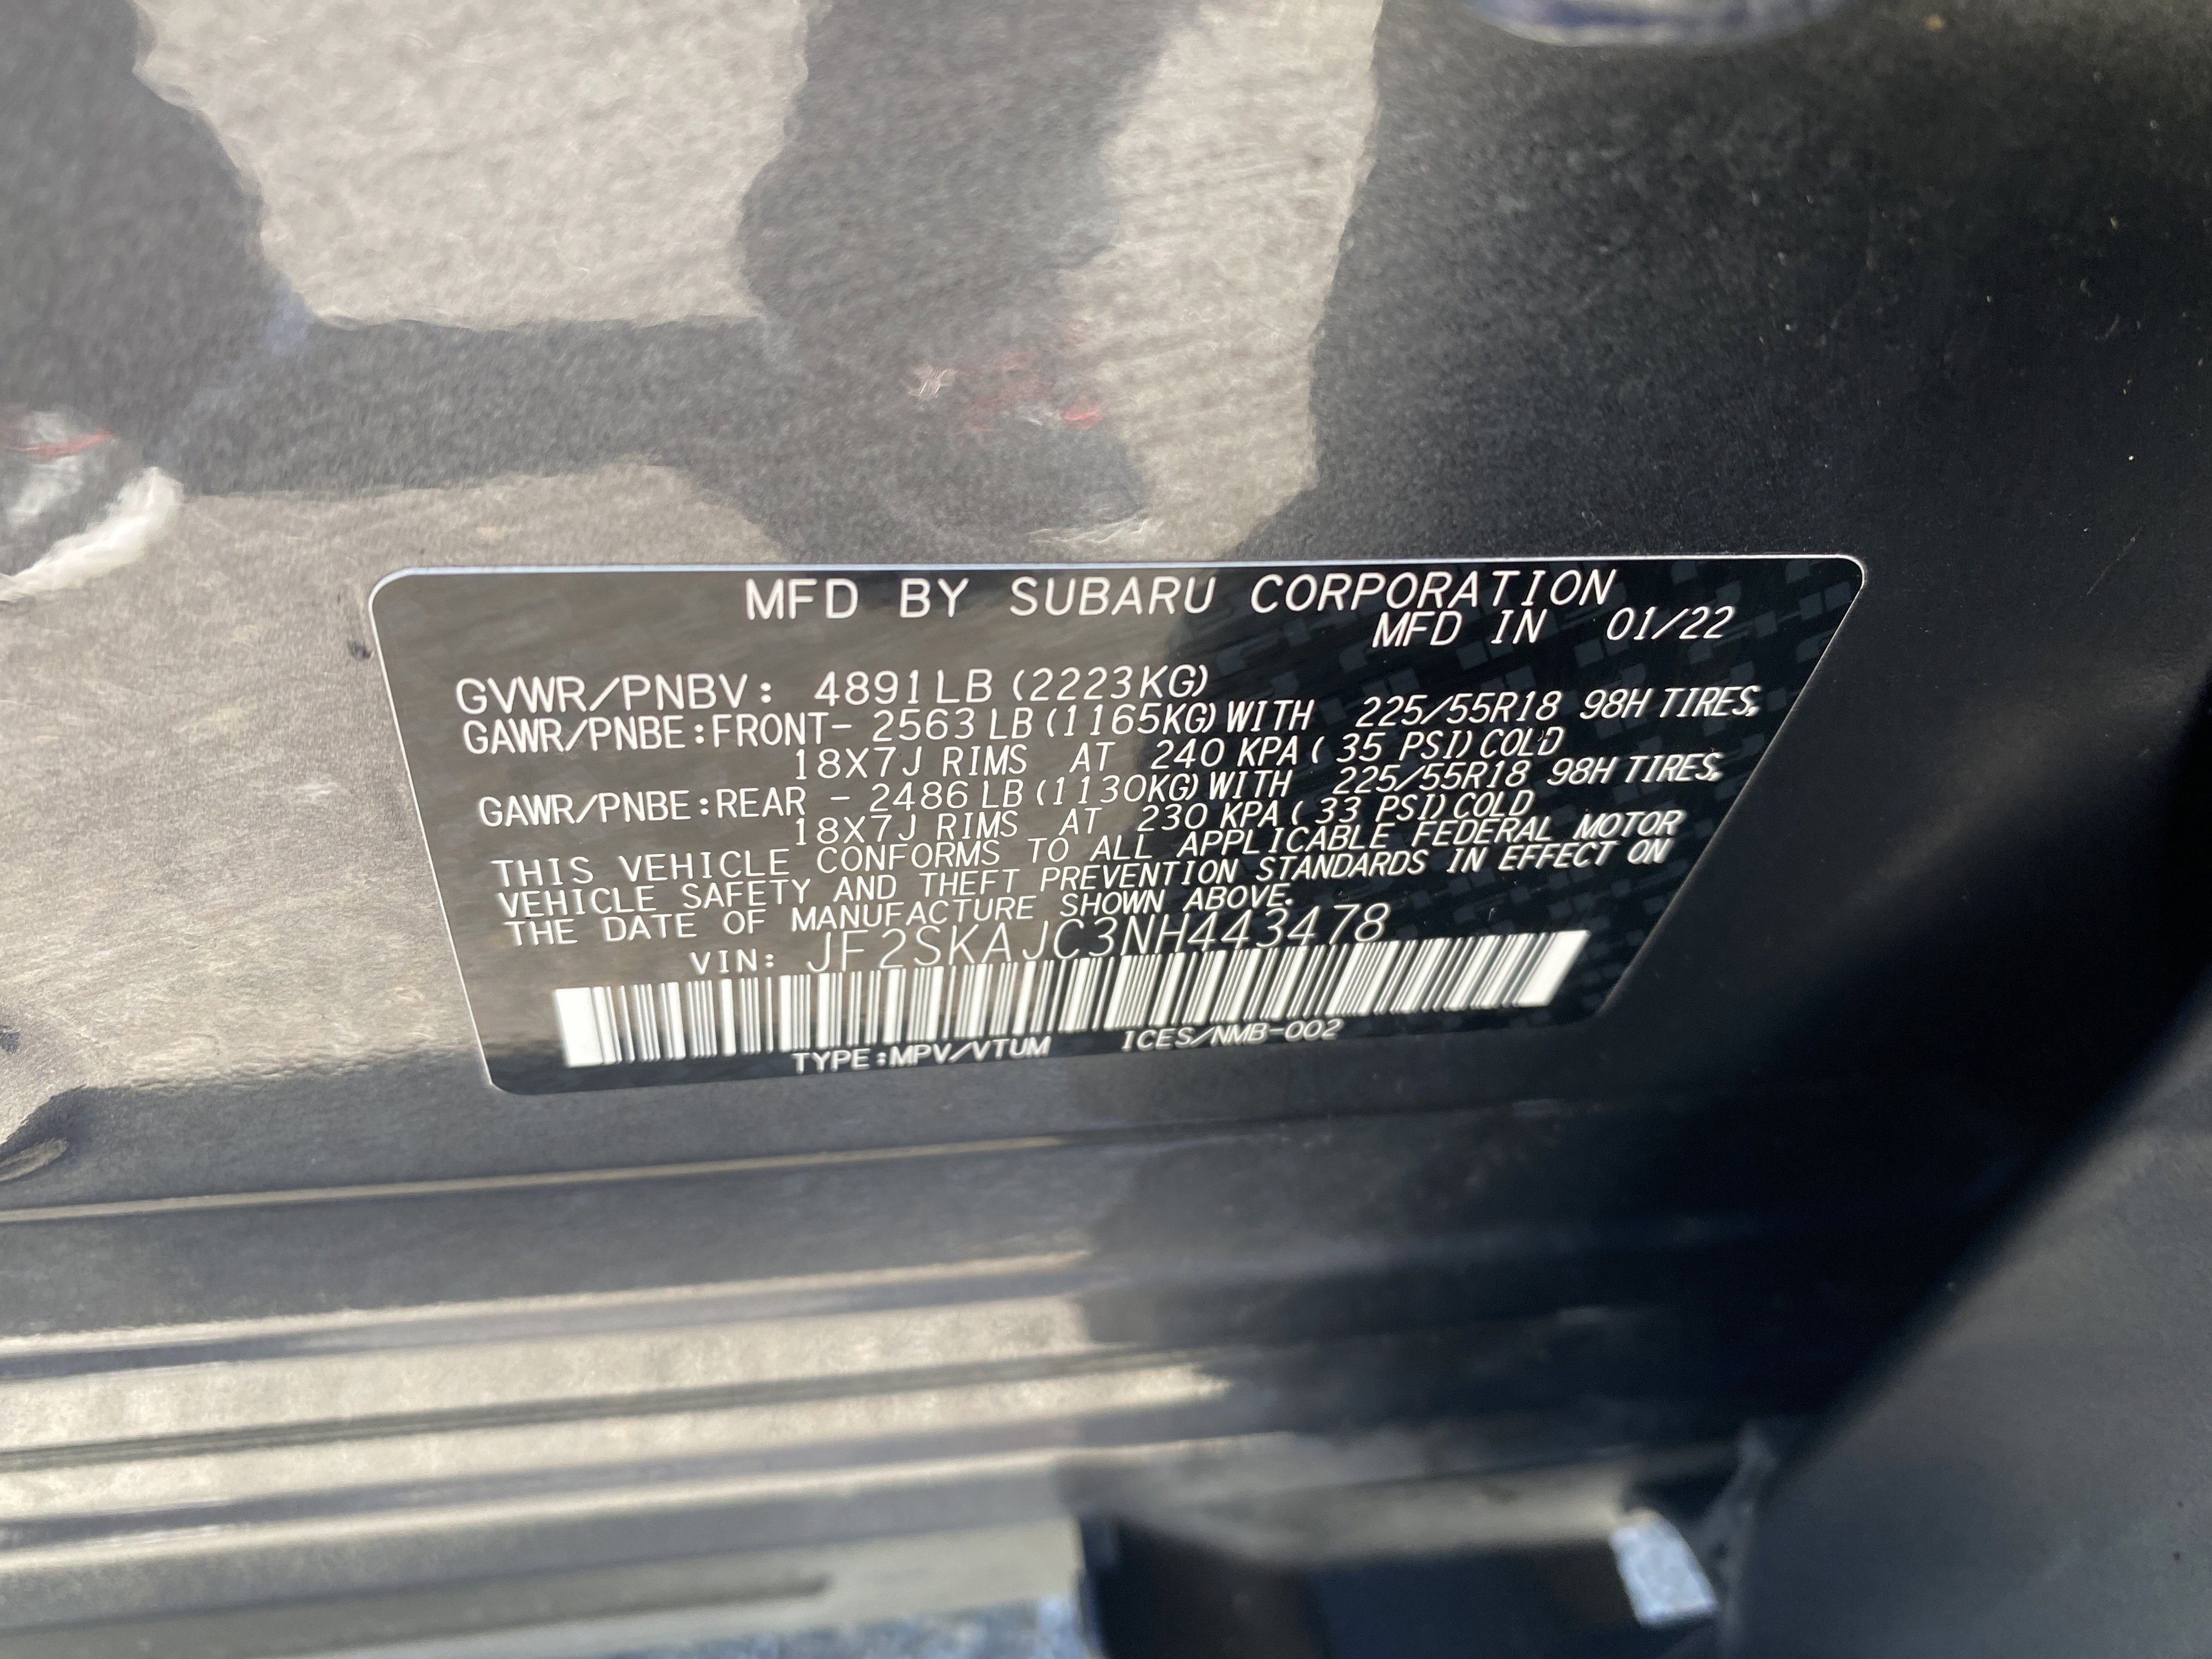 MFD BY SUBARU CORPORATION
MFD IN 01/22
GVWR/PNBV: 4891LB (2223KG)
GAWR/PNBE:FRONT- 2563 LB (1165KG) WITH 225/55R18 98H TIRES,
18X7J RIMS AT 240 KPA ( 35 PSI) COLD
GAWR/PNBE:REAR - 2486 LB (1130KG) WITH 225/55R18 98H TIRES,
18X7J RIMS AT 230 KPA ( 33 PSI) COLD
THIS VEHICLE CONFORMS TO ALL APPLICABLE FEDERAL MOTOR
VEHICLE SAFETY AND THEFT PREVENTION STANDARDS IN EFFECT ON
THE DATE OF MANUFACTURE SHOWN ABOVE.
VIN: JF2SKAJC3NH443478
TYPE:MPV/VTUM ICES/NMB-002